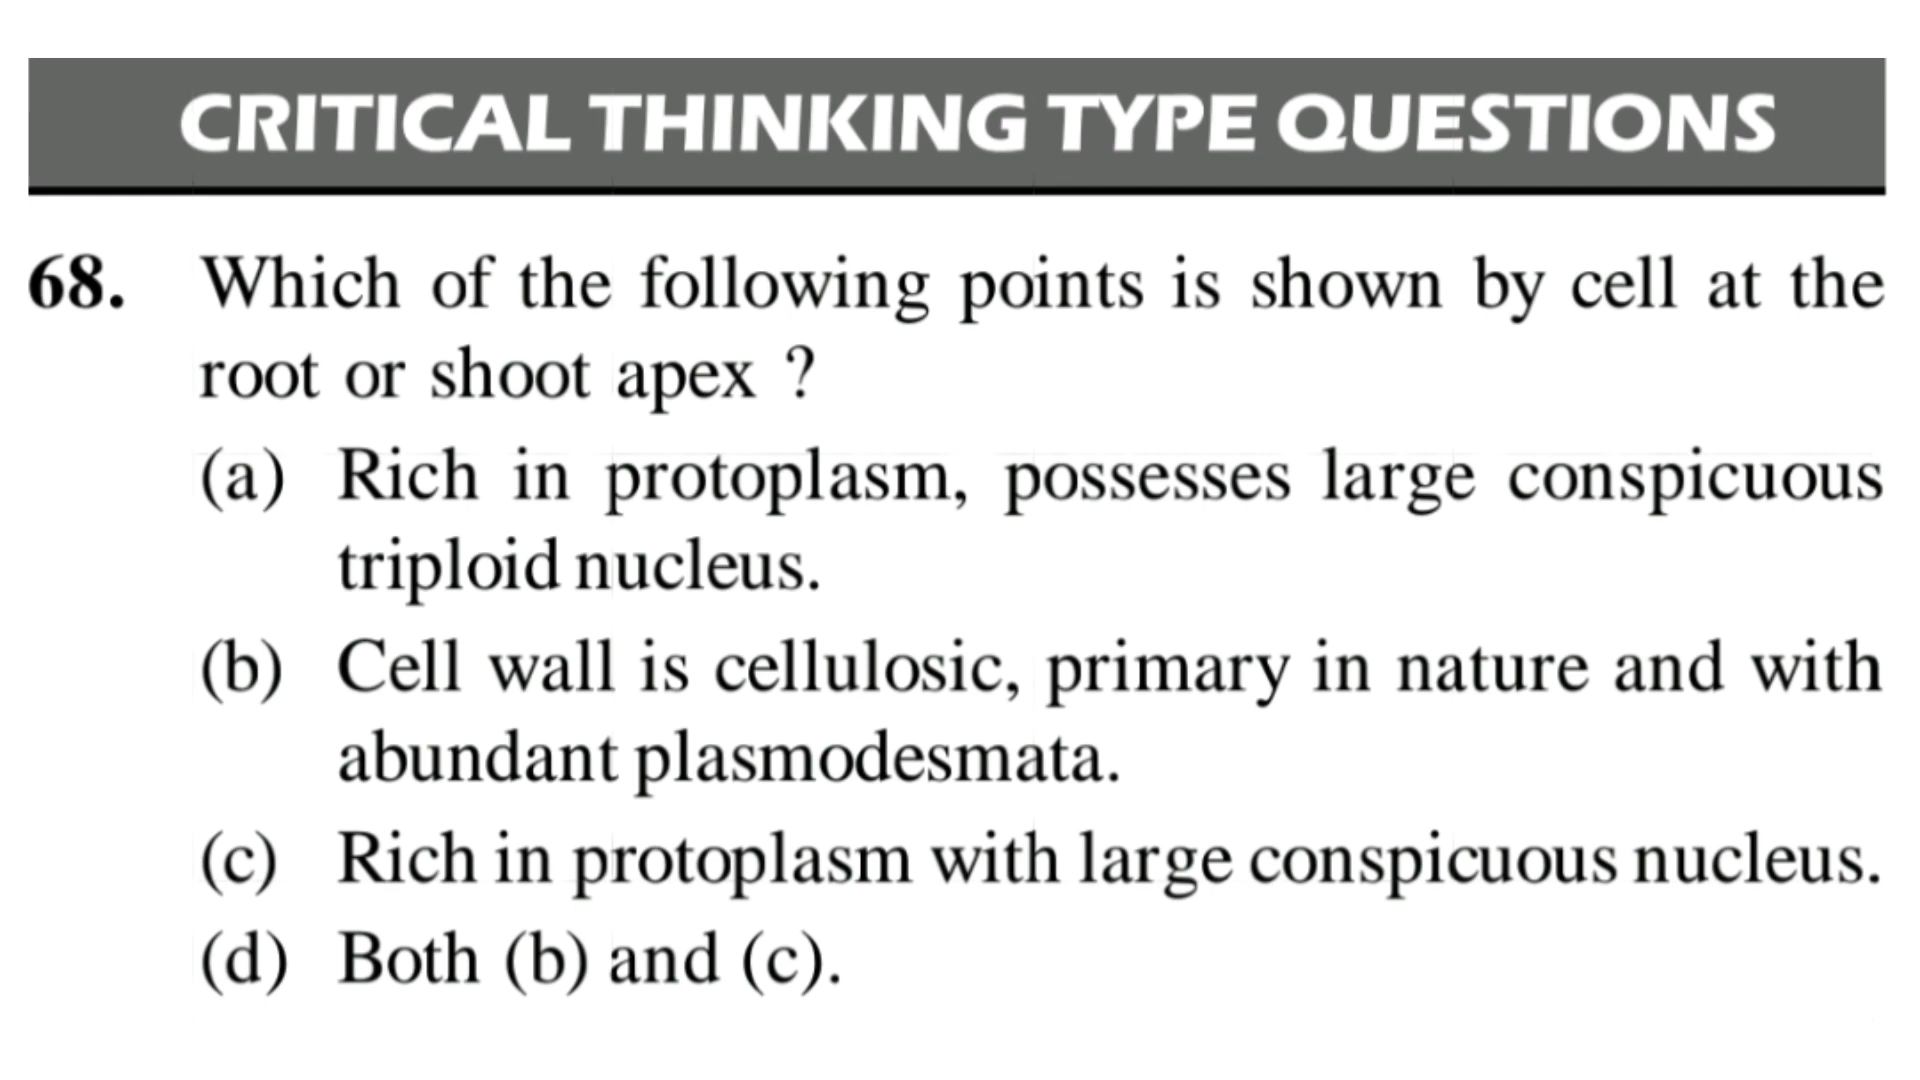 CRITICAL THINKING TYPE QUESTIONS
68. Which of the following points is shown by cell at the
root or shoot apex ?
(a) Rich in protoplasm, possesses large conspicuous
triploid nucleus.
(b) Cell wall is cellulosic, primary in nature and with
abundant plasmodesmata.
(c) Rich in protoplasm with large conspicuous nucleus.
(d) Both (b) and (c).